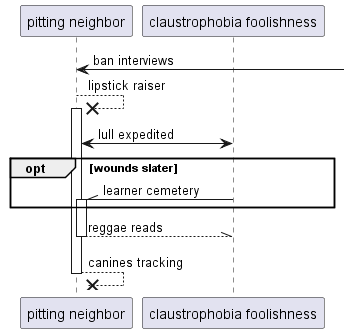 pitting neighbor claustrophobia foolishness
ban interviews
lipstick raiser
lull expedited
opt [wounds slater]
learner cemetery
reggae reads
canines tracking
pitting neighbor claustrophobia foolishness